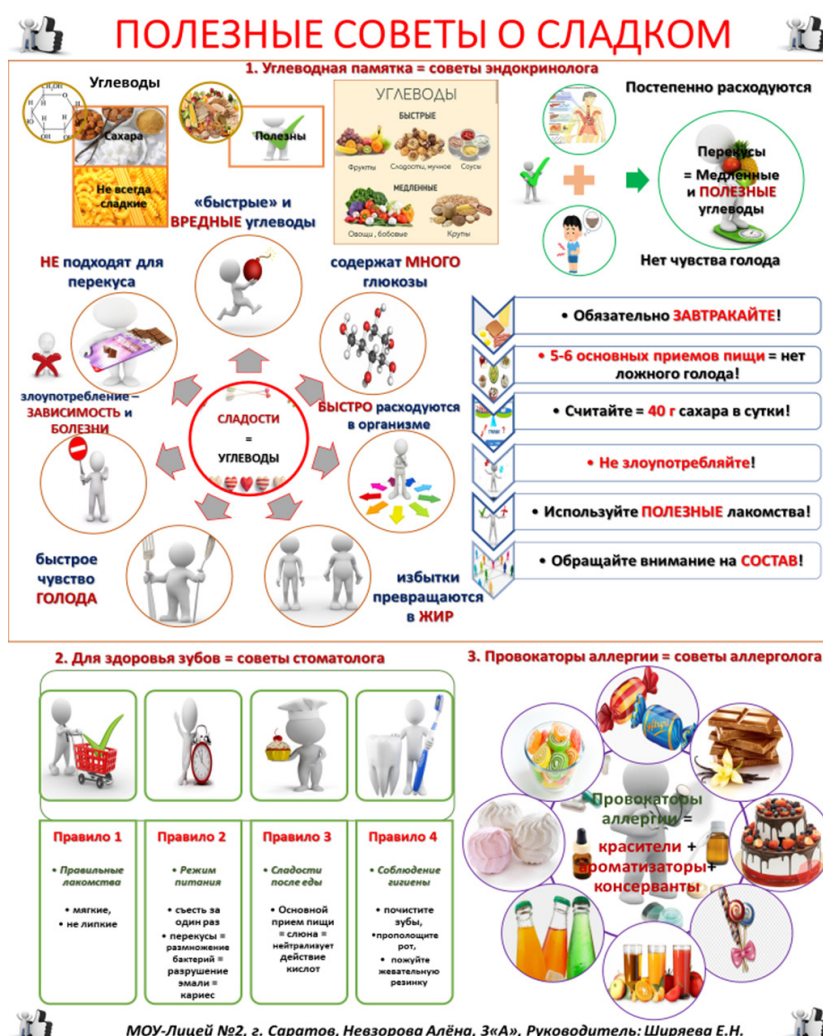 ПОЛЕЗНЫЕ СОВЕТЫ О СЛАДКОМ
1. Углеводная памятка = советы эндокринолога
Углеводы
Сахара
Не всегда
сладкие
Полезны
УГЛЕВОДЫ
БЫСТРЫЕ
Фрукты
Сладости, мучное
Соусы
МЕДЛЕННЫЕ
Овощи, бобовые
Крупы
Постепенно расходуются
Перекусы
= Медленные
и ПОЛЕЗНЫЕ
углеводы
Нет чувства голода
«быстрые» и
ВРЕДНЫЕ углеводы
НЕ подходят для
перекуса
содержат МНОГО
глюкозы
злоупотребление –
ЗАВИСИМОСТЬ и
БОЛЕЗНИ
СЛАДОСТИ
=
УГЛЕВОДЫ
БЫСТРО расходуются
в организме
быстрое
чувство
ГОЛОДА
избытки
превращаются
в ЖИР
• Обязательно ЗАВТРАКАЙТЕ!
• 5-6 основных приемов пищи = нет
ложного голода!
• Считайте = 40 г сахара в сутки!
• Не злоупотребляйте!
• Используйте ПОЛЕЗНЫЕ лакомства!
• Обращайте внимание на СОСТАВ!
2. Для здоровья зубов = советы стоматолога
Правило 1
• Правильные
лакомства
• мягкие,
• не липкие
Правило 2
• Режим
питания
• съесть за
один раз
• перекусы =
размножение
бактерий =
разрушение
эмали =
кариес
Правило 3
• Сладости
после еды
• Основной
прием пищи
= слюна =
нейтрализует
действие
кислот
Правило 4
• Соблюдение
гигиены
• почистите
зубы,
•прополощите
рот,
• пожуйте
жевательную
резинку
3. Провокаторы аллергии = советы аллерголога
Провокаторы
аллергии =
красители +
ароматизаторы+
консерванты
МОУ-Лицей №2, г. Саратов, Невзорова Алёна, 3«А», Руководитель: Ширяева Е.Н.